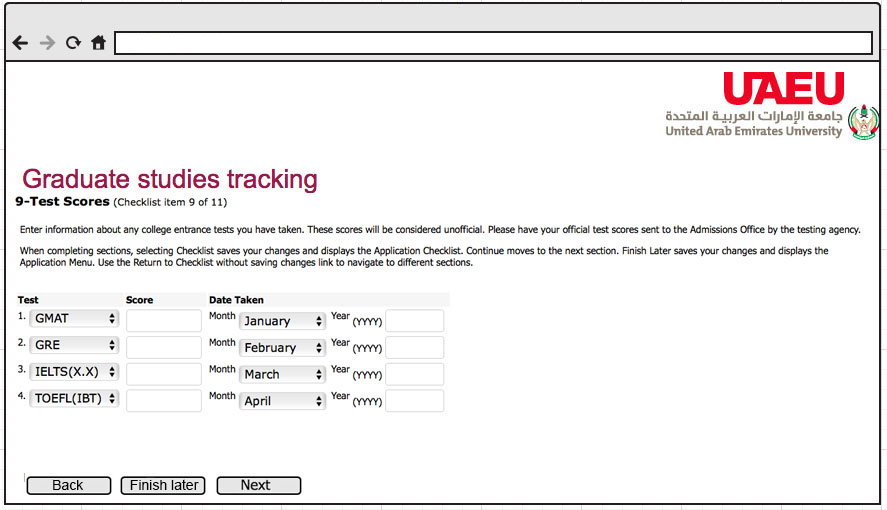 UAEU
جامعة الإمارات العربية المتحدة
United Arab Emirates University
Graduate studies tracking
9-Test Scores (Checklist item 9 of 11)
Enter information about any college entrance tests you have taken. These scores will be considered unofficial. Please have your official test scores sent to the Admissions Office by the testing agency.
When completing sections, selecting Checklist saves your changes and displays the Application Checklist. Continue moves to the next section. Finish Later saves your changes and displays the
Application Menu. Use the Return to Checklist without saving changes link to navigate to different sections.
Test Score Date Taken
1. GMAT Month January Year (YYYY)
2. GRE Month February Year (YYYY)
3. IELTS(X.X) Month March Year (YYYY)
4. TOEFL(IBT) Month April Year (YYYY)
Back Finish later Next